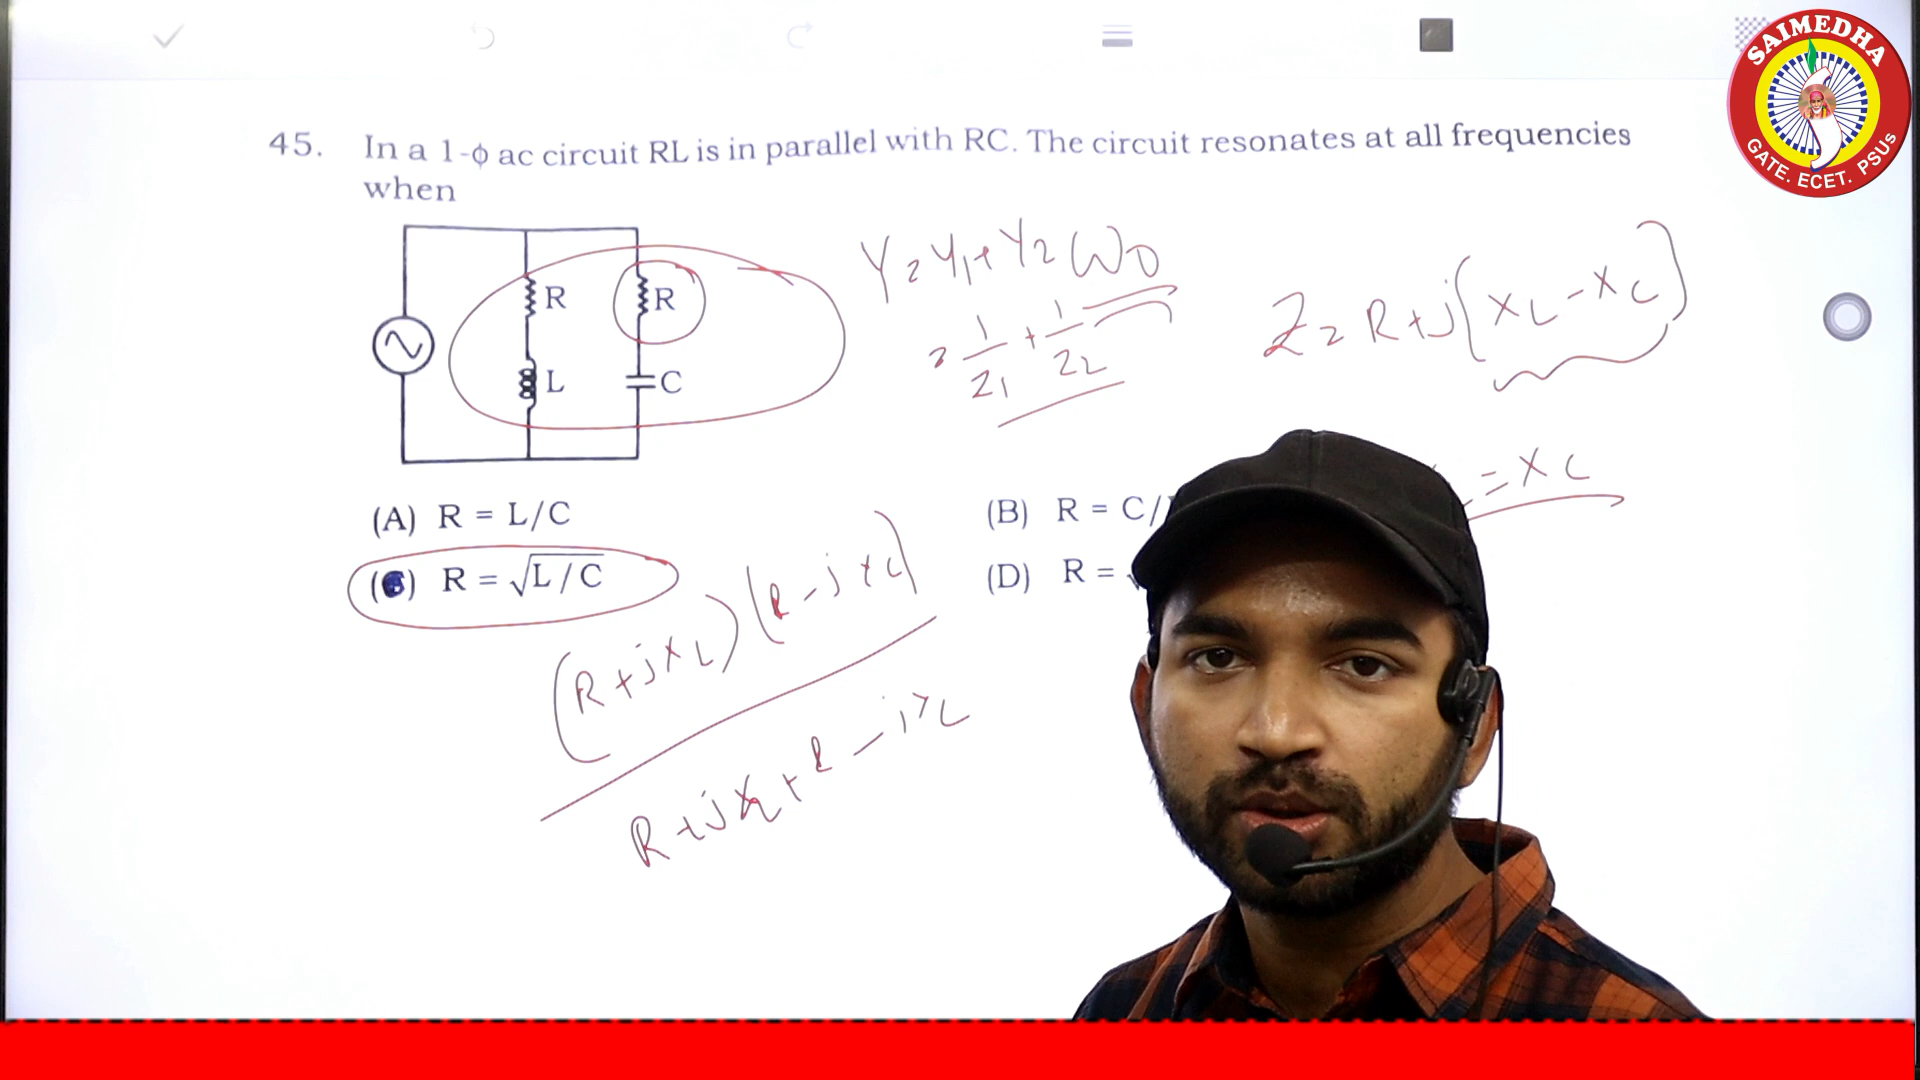 SAIMEDHA
GATE. ECET. PSUs
45. In a 1-ϕ ac circuit RL is in parallel with RC. The circuit resonates at all frequencies
when
R
L
R
C
Y = Y1 + Y2 ω0
= 1/Z1 + 1/Z2
Z = R + j(XL - XC)
= XC
(A) R = L/C
(B) R = C/
(C) R = √L/C
(D) R =
(R + jXL)(R - jXC)
R + jXL + R - jXC